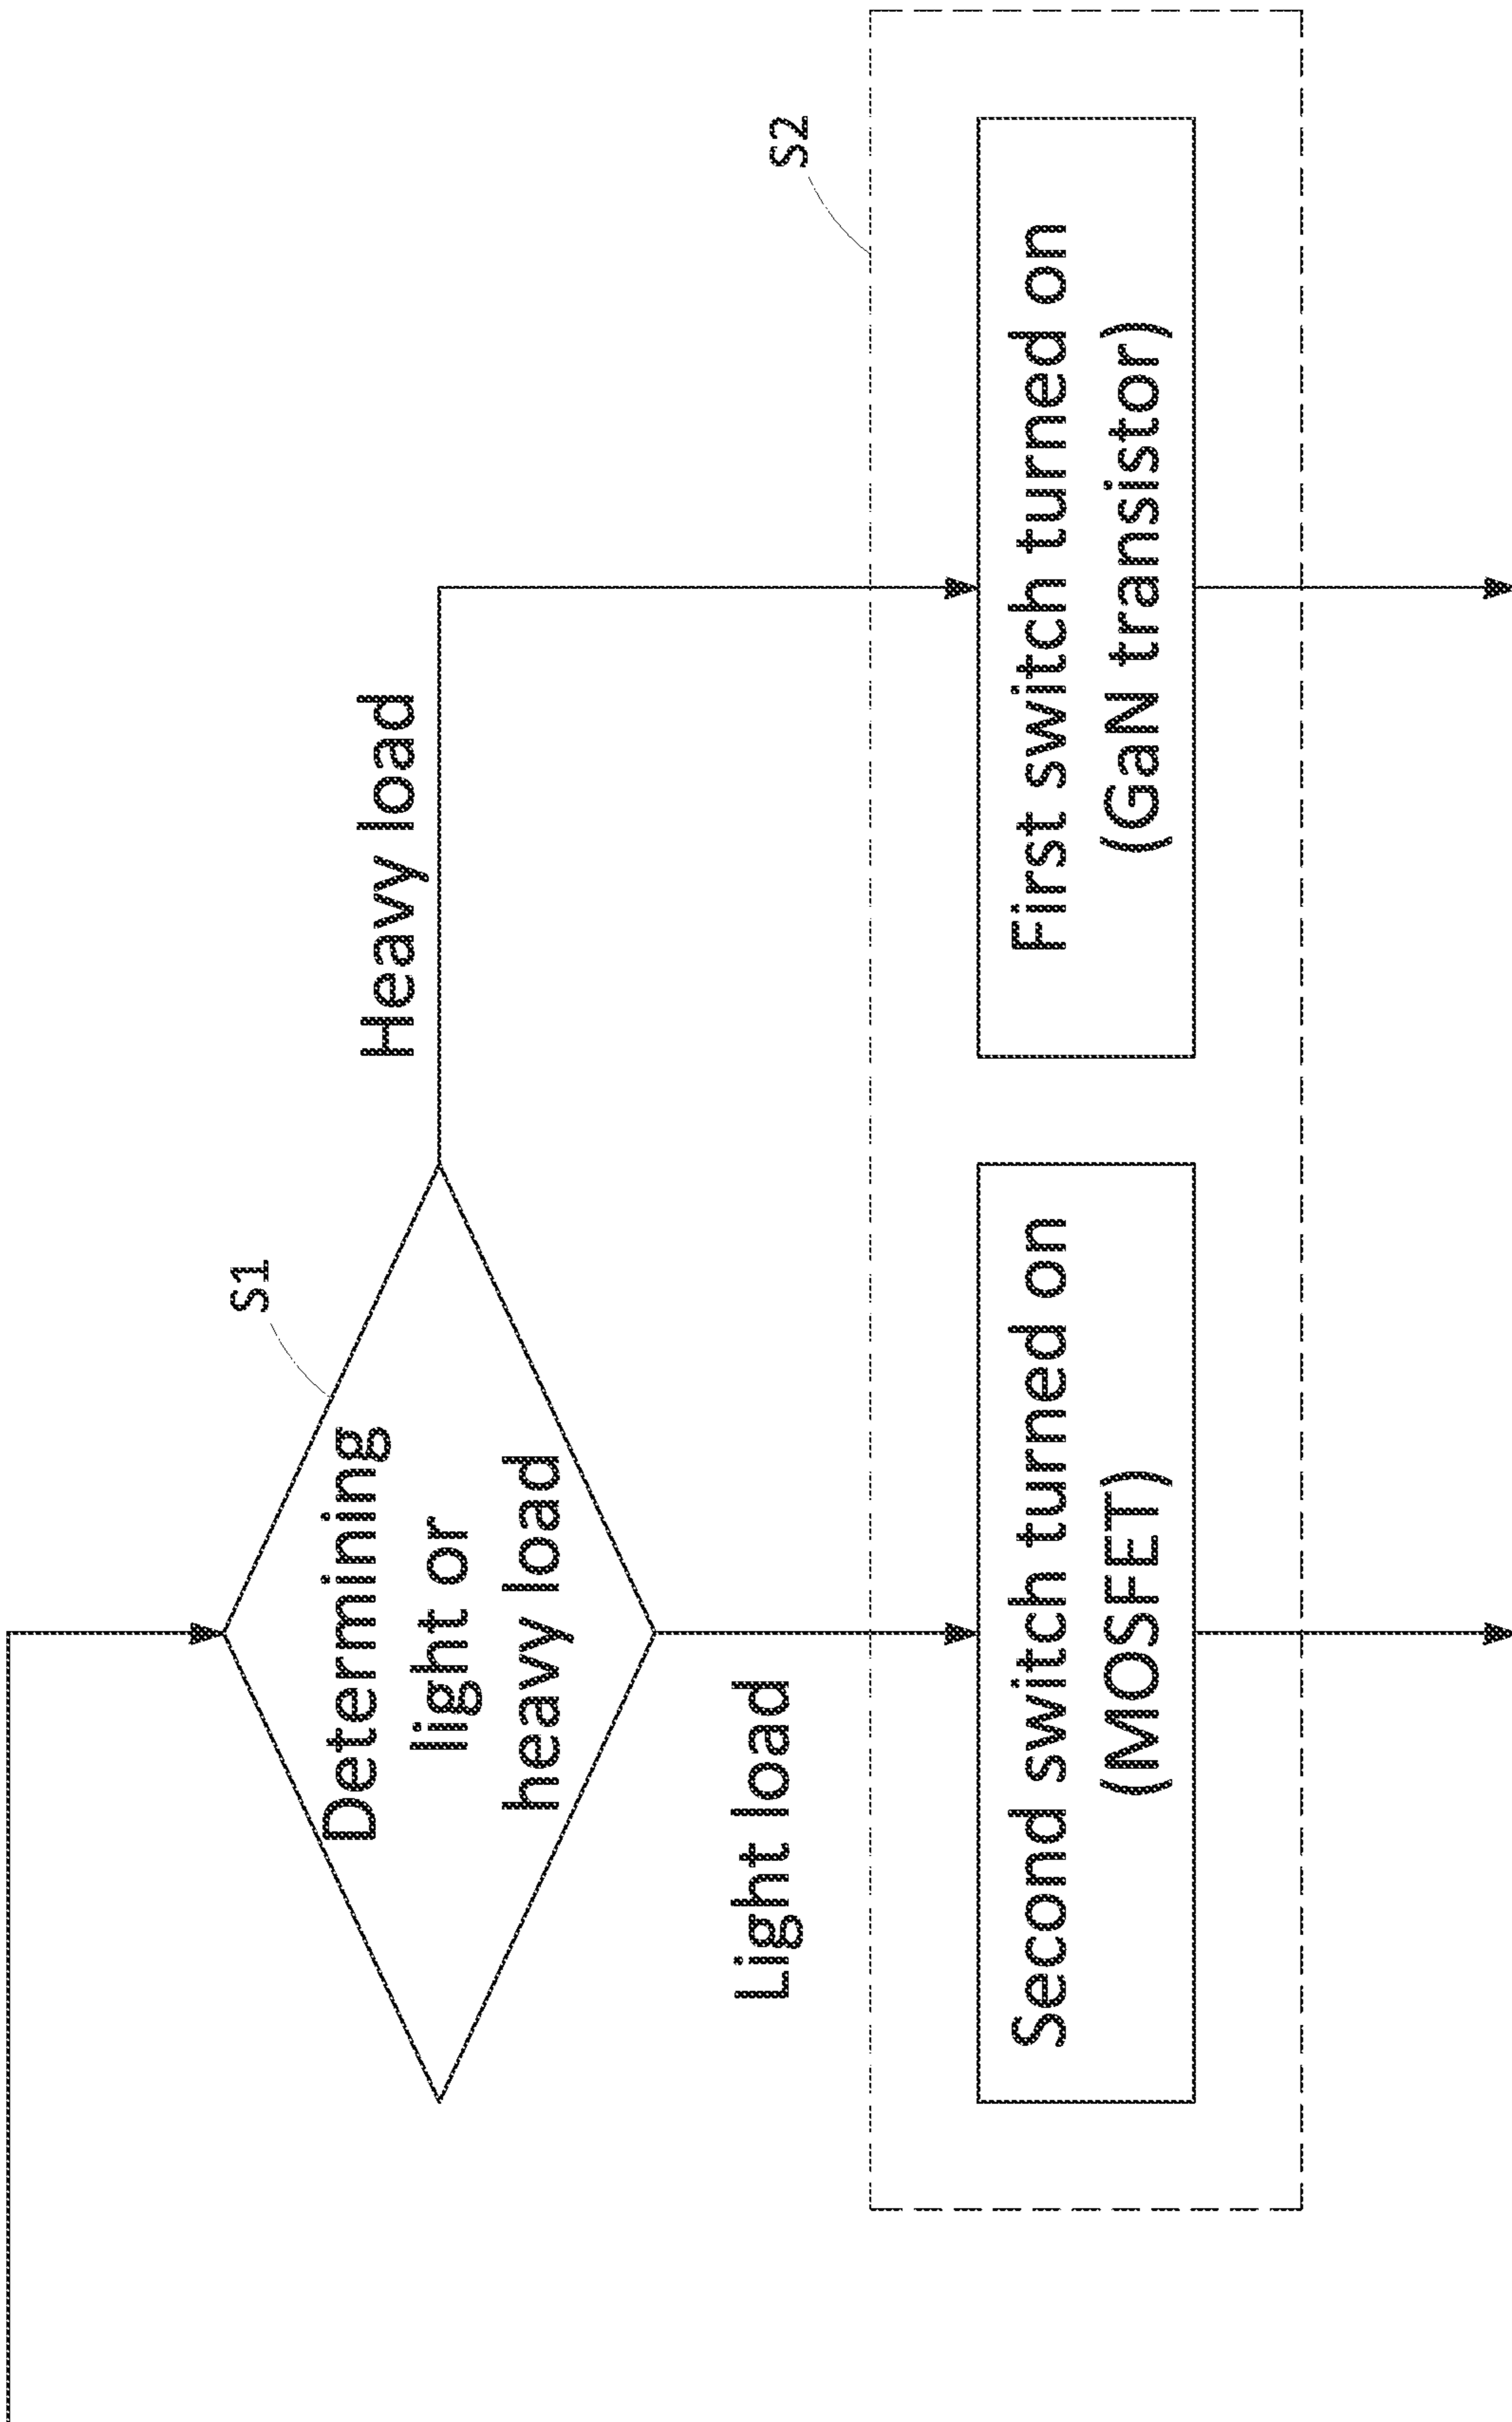 S1
Determining
light or
heavy load
Heavy load
Light load
S2
Second switch turned on
(MOSFET)
First switch turned on
(GaN transistor)